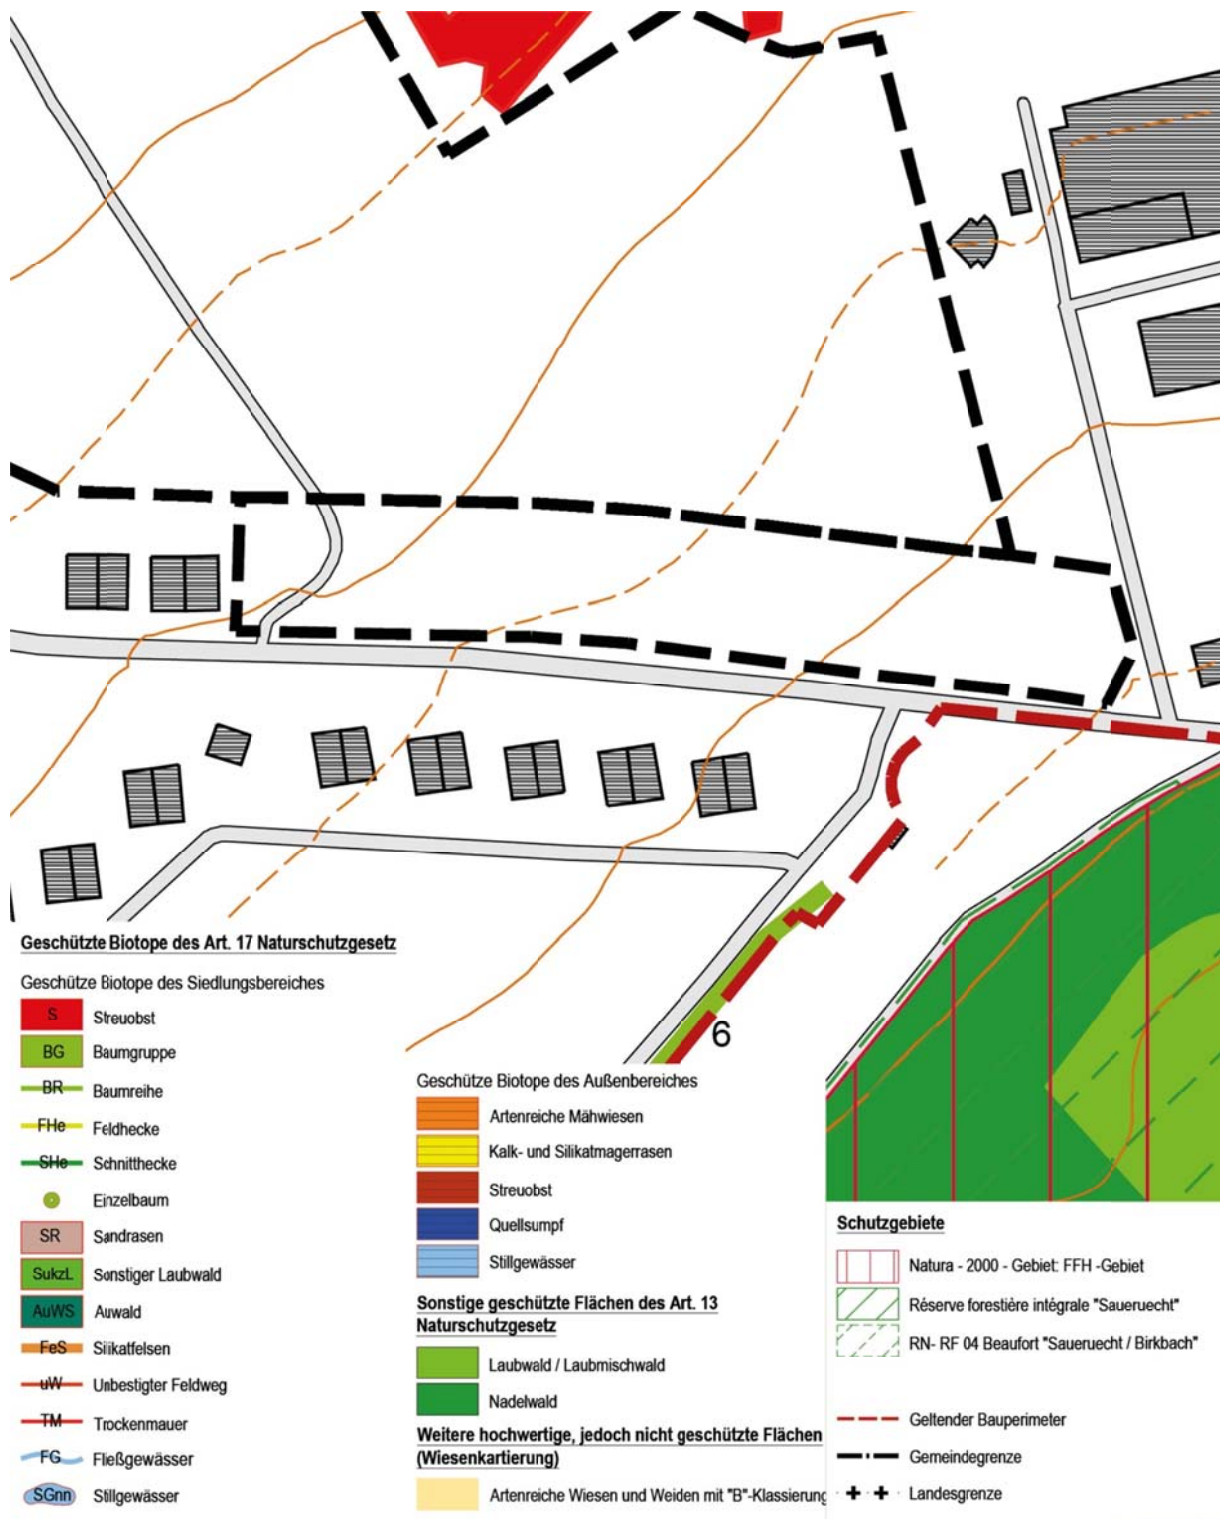 6
Geschützte Biotope des Art. 17 Naturschutzgesetz
Geschütze Biotope des Siedlungsbereiches
S Streuobst
BG Baumgruppe
BR Baumreihe
FHe Feldhecke
SHe Schnitthecke
Einzelbaum
SR Sandrasen
SukzL Sonstiger Laubwald
AuWS Auwald
FeS Silikatfelsen
uW Unbestigter Feldweg
TM Trockenmauer
FG Fließgewässer
SGnn Stillgewässer
Geschütze Biotope des Außenbereiches
Artenreiche Mähwiesen
Kalk- und Silikatmagerrasen
Streuobst
Quellsumpf
Stillgewässer
Sonstige geschützte Flächen des Art. 13
Naturschutzgesetz
Laubwald / Laubmischwald
Nadelwald
Weitere hochwertige, jedoch nicht geschützte Flächen
(Wiesenkartierung)
Artenreiche Wiesen und Weiden mit "B"-Klassierung
Schutzgebiete
Natura - 2000 - Gebiet: FFH -Gebiet
Réserve forestière intégrale "Saueruecht"
RN- RF 04 Beaufort "Saueruecht / Birkbach"
Geltender Bauperimeter
Gemeindegrenze
Landesgrenze